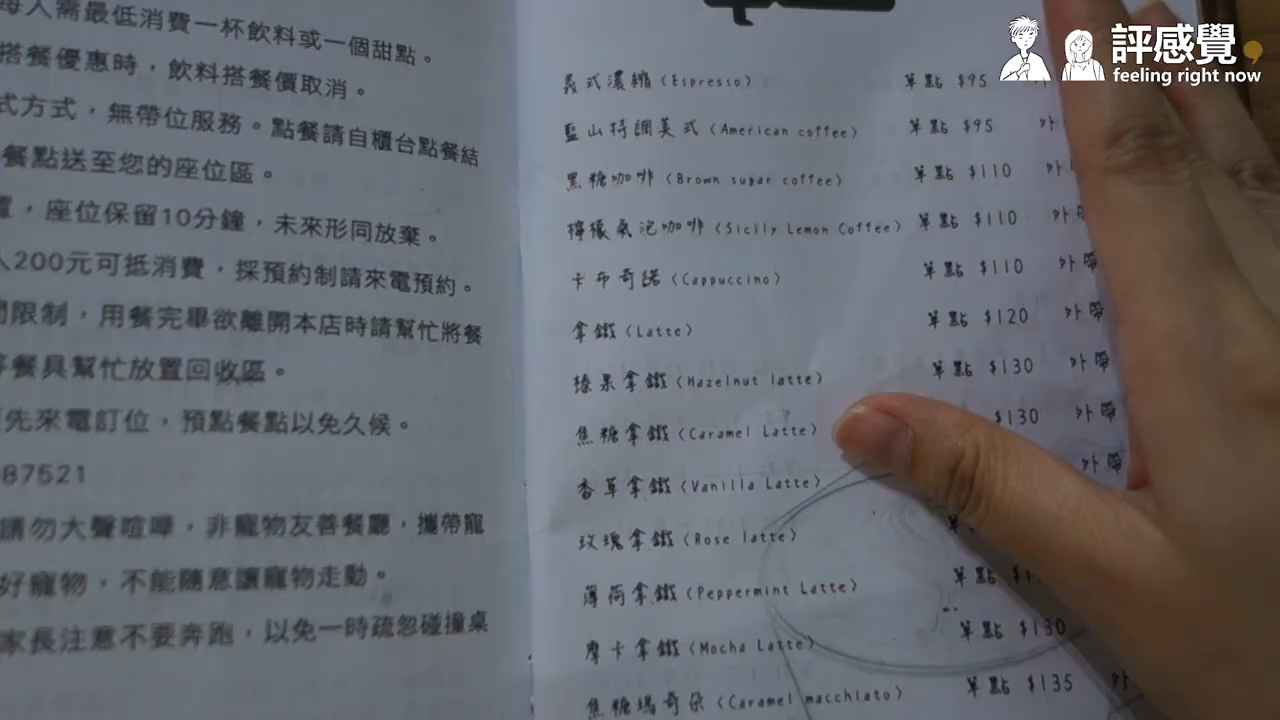 評感覺
feeling right now
每人需最低消費一杯飲料或一個甜點。
搭餐優惠時，飲料搭餐價取消。
式方式，無帶位服務。點餐請自櫃台點餐結
餐點送至您的座位區。
置，座位保留10分鐘，未來形同放棄。
人200元可抵消費，採預約制請來電預約。
間限制，用餐完畢欲離開本店時請幫忙將餐
將餐具幫忙放置回收區。
先來電訂位，預點餐點以免久候。
87521
請勿大聲喧嘩，非寵物友善餐廳，攜帶寵
好寵物，不能隨意讓寵物走動。
家長注意不要奔跑，以免一時疏忽碰撞桌
義式濃縮（Espresso） 單點 $95
藍山特調美式（American coffee） 單點 $95 外
黑糖咖啡（Brown sugar coffee） 單點 $110 外
檸檬氣泡咖啡（Sicily Lemon Coffee） 單點 $110 外帶
卡布奇諾（Cappuccino） 單點 $110 外帶
拿鐵（Latte） 單點 $120 外帶
榛果拿鐵（Hazelnut latte） 單點 $130 外帶
焦糖拿鐵（Caramel Latte） $130 外帶
香草拿鐵（Vanilla Latte） 外帶
玫瑰拿鐵（Rose latte） 單
薄荷拿鐵（Peppermint Latte） 單點 $1
摩卡拿鐵（Mocha Latte） 單點 $130
焦糖瑪奇朵（Caramel macchiato） 單點 $135 外